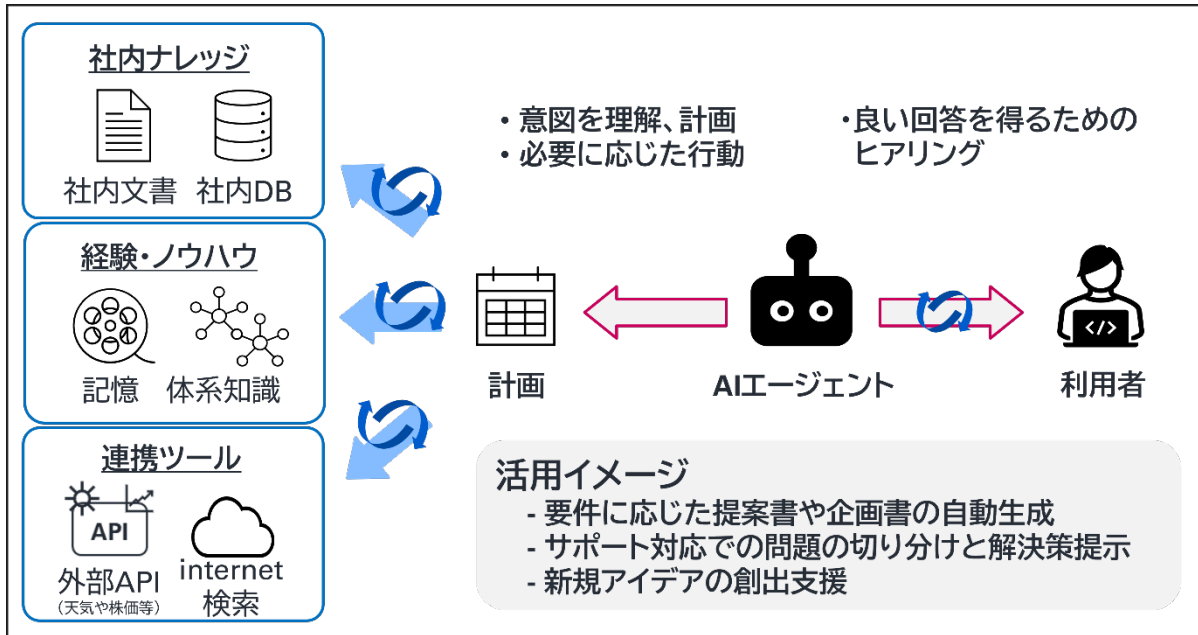 社内ナレッジ
社内文書 社内DB
経験・ノウハウ
記憶 体系知識
連携ツール
API
外部API
(天気や株価等)
internet
検索
・意図を理解、計画
・必要に応じた行動
・良い回答を得るための
ヒアリング
計画
AIエージェント
</>
利用者
活用イメージ
- 要件に応じた提案書や企画書の自動生成
- サポート対応での問題の切り分けと解決策提示
- 新規アイデアの創出支援